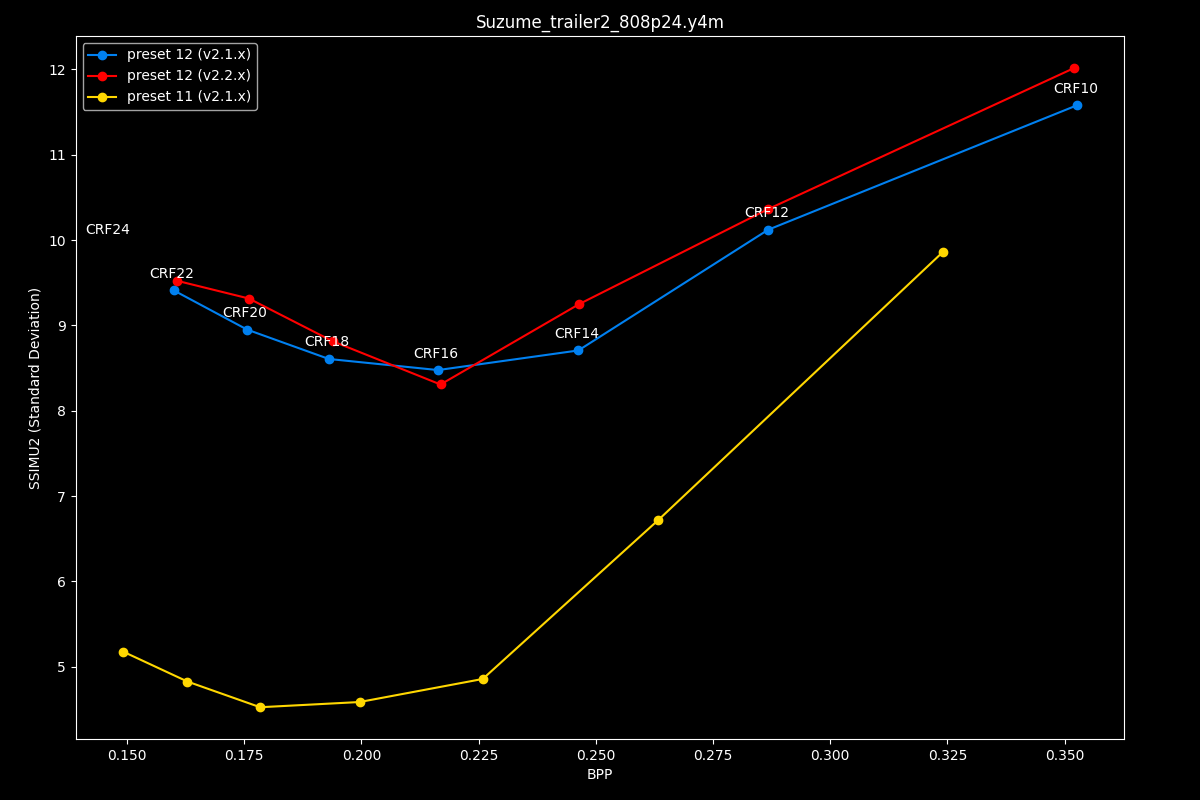 Suzume_trailer2_808p24.y4m
preset 12 (v2.1.x)
preset 12 (v2.2.x)
preset 11 (v2.1.x)
12
11
10
9
8
7
6
5
SSIMU2 (Standard Deviation)
CRF10
CRF12
CRF24
CRF22
CRF20
CRF18
CRF16
CRF14
0.150
0.175
0.200
0.225
0.250
0.275
0.300
0.325
0.350
BPP